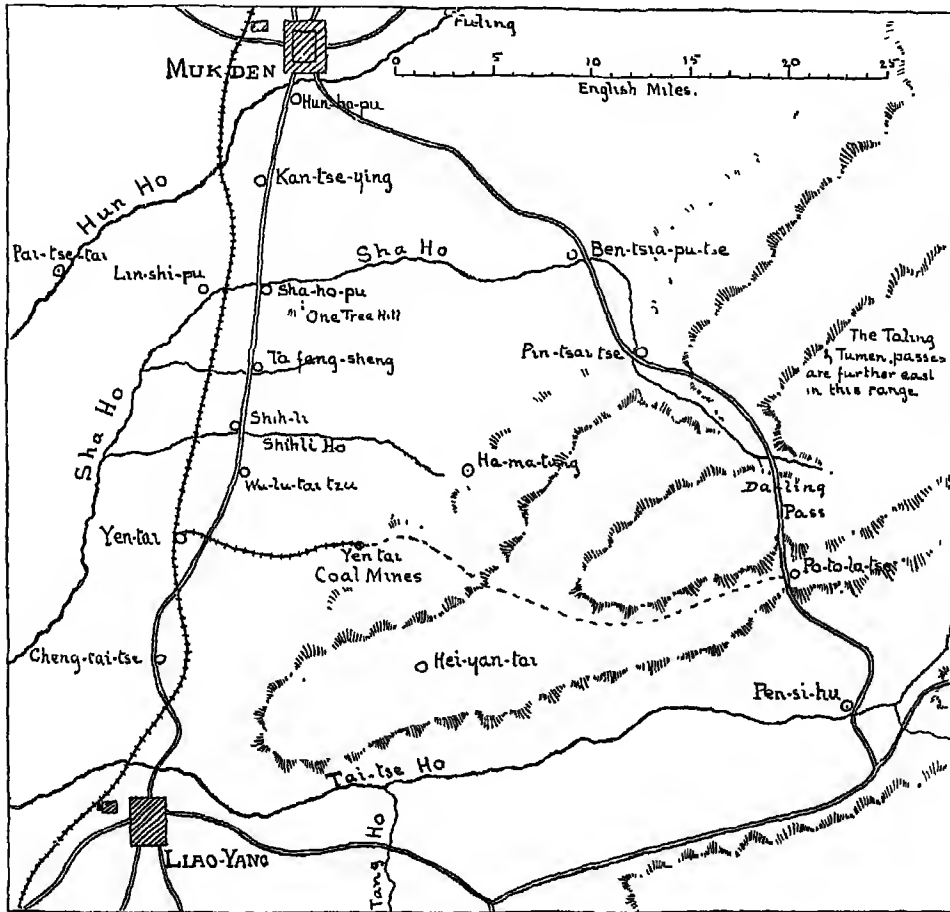 Fuling
MUKDEN
0 5 10 15 20 25
English Miles.
Hun-ho-pu
Kan-tse-ying
Hun Ho
Pai-tse-tai
Lin-shi-pu
Sha Ho
Ben-tsia-pu-tse
Sha-ho-pu
One Tree Hill
Ta feng-sheng
Pin-tsai tse
The Taling
& Tumen, passes
are further east
in this range
Sha Ho
Shih-li
Shihli Ho
Ha-ma-tung
Wu-lu-tai tzu
Da-ling
Pass
Yen-tai
Yen tai
Coal Mines
Po-to-la-tse
Cheng-tai-tse
Hei-yan-tai
Pen-si-hu
Tai-tse Ho
LIAO-YANG
Tang Ho